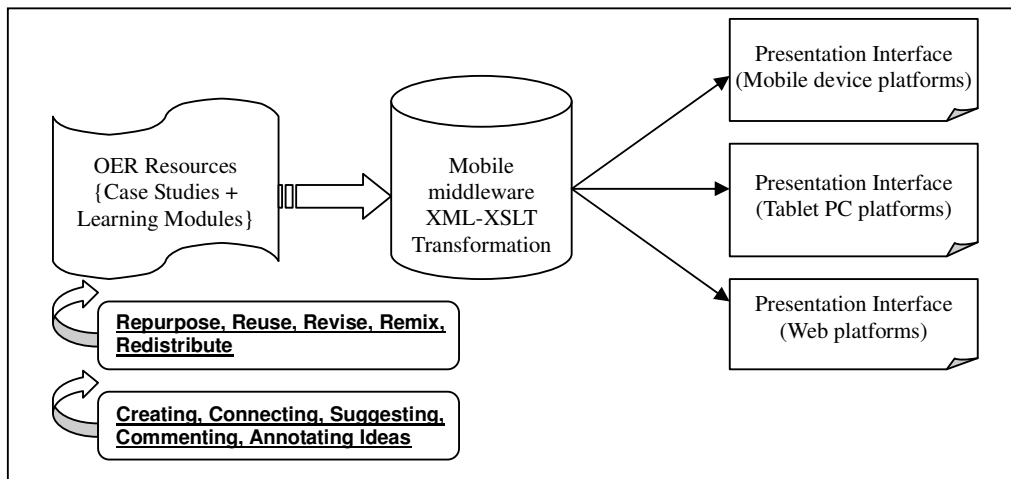 OER Resources
{Case Studies +
Learning Modules}
Mobile
middleware
XML-XSLT
Transformation
Presentation Interface
(Mobile device platforms)
Presentation Interface
(Tablet PC platforms)
Presentation Interface
(Web platforms)
Repurpose, Reuse, Revise, Remix,
Redistribute
Creating, Connecting, Suggesting,
Commenting, Annotating Ideas